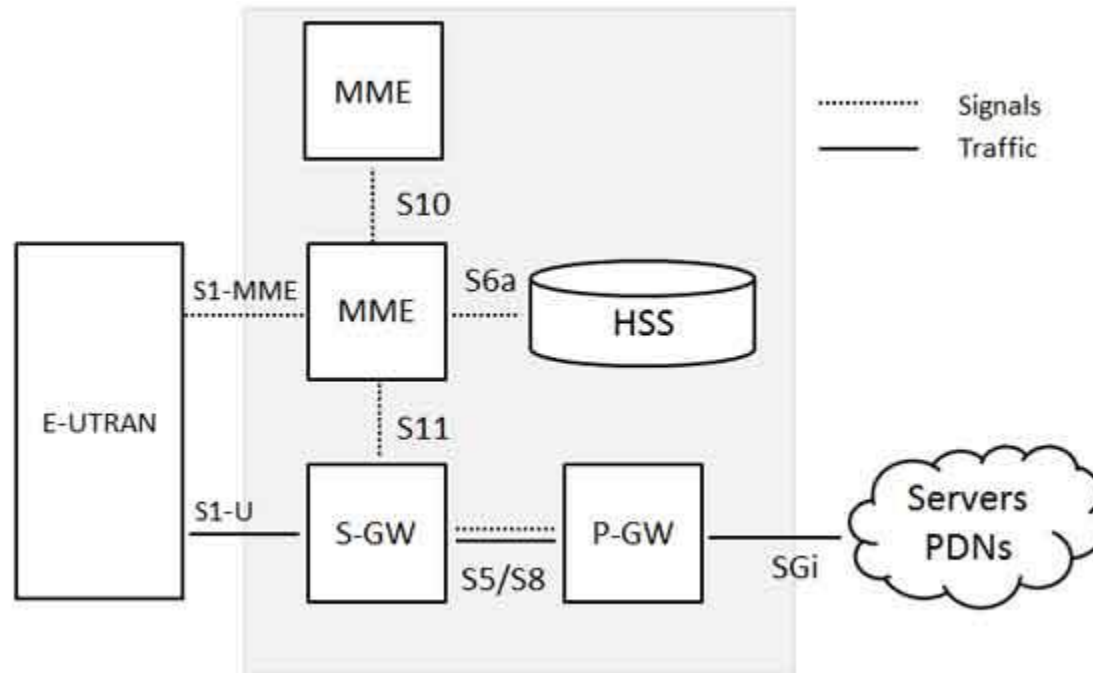 MME
Signals
Traffic
S10
S1-MME
MME
S6a
HSS
E-UTRAN
S11
S1-U
S-GW
S5/S8
P-GW
SGi
Servers
PDNs